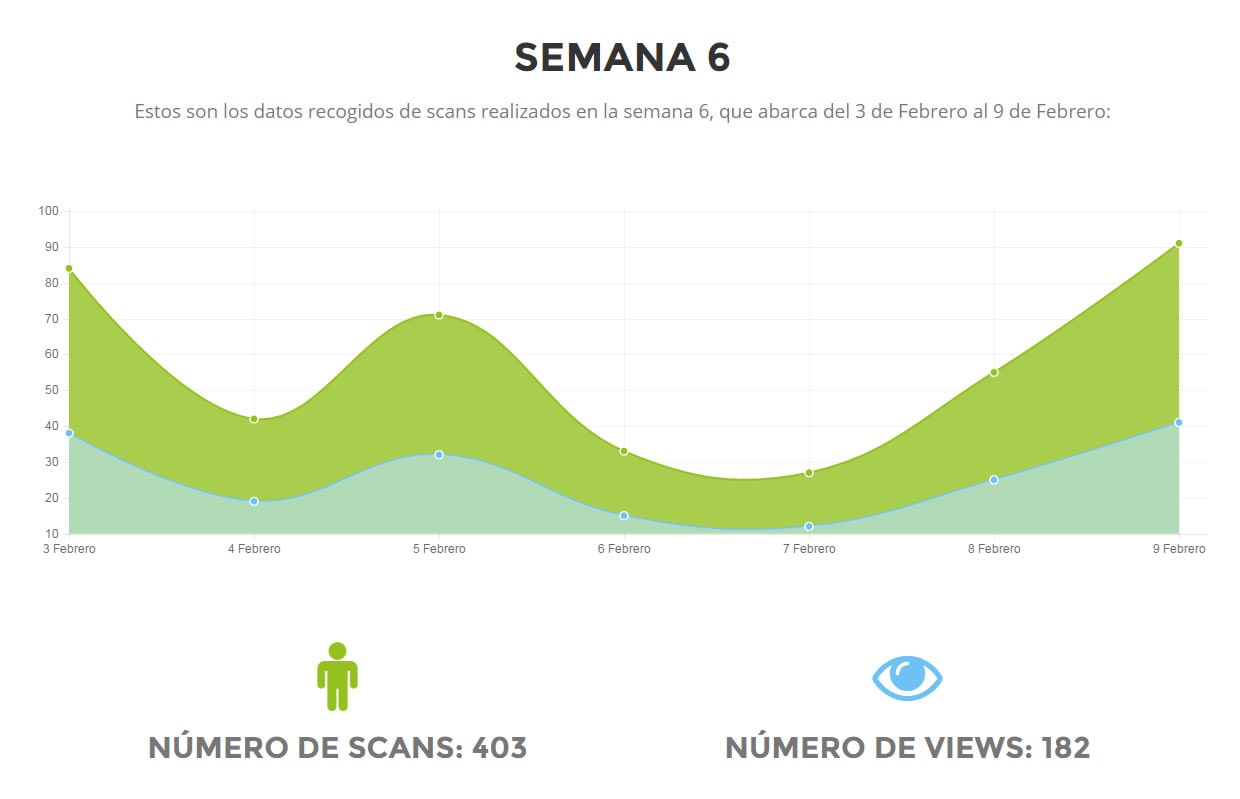 SEMANA 6
Estos son los datos recogidos de scans realizados en la semana 6, que abarca del 3 de Febrero al 9 de Febrero:
100
90
80
70
60
50
40
30
20
10
3 Febrero 4 Febrero 5 Febrero 6 Febrero 7 Febrero 8 Febrero 9 Febrero
NÚMERO DE SCANS: 403 NÚMERO DE VIEWS: 182